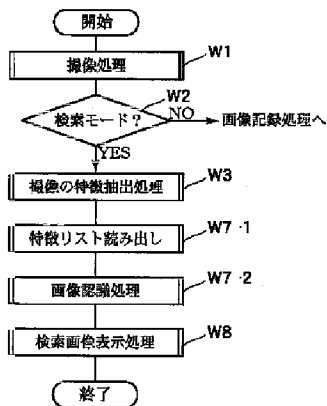 開始
撮像処理 W1
検索モード? W2
NO 画像記録処理へ
YES
撮像の特徴抽出処理 W3
特徴リスト読み出し W7·1
画像認識処理 W7·2
検索画像表示処理 W8
終了